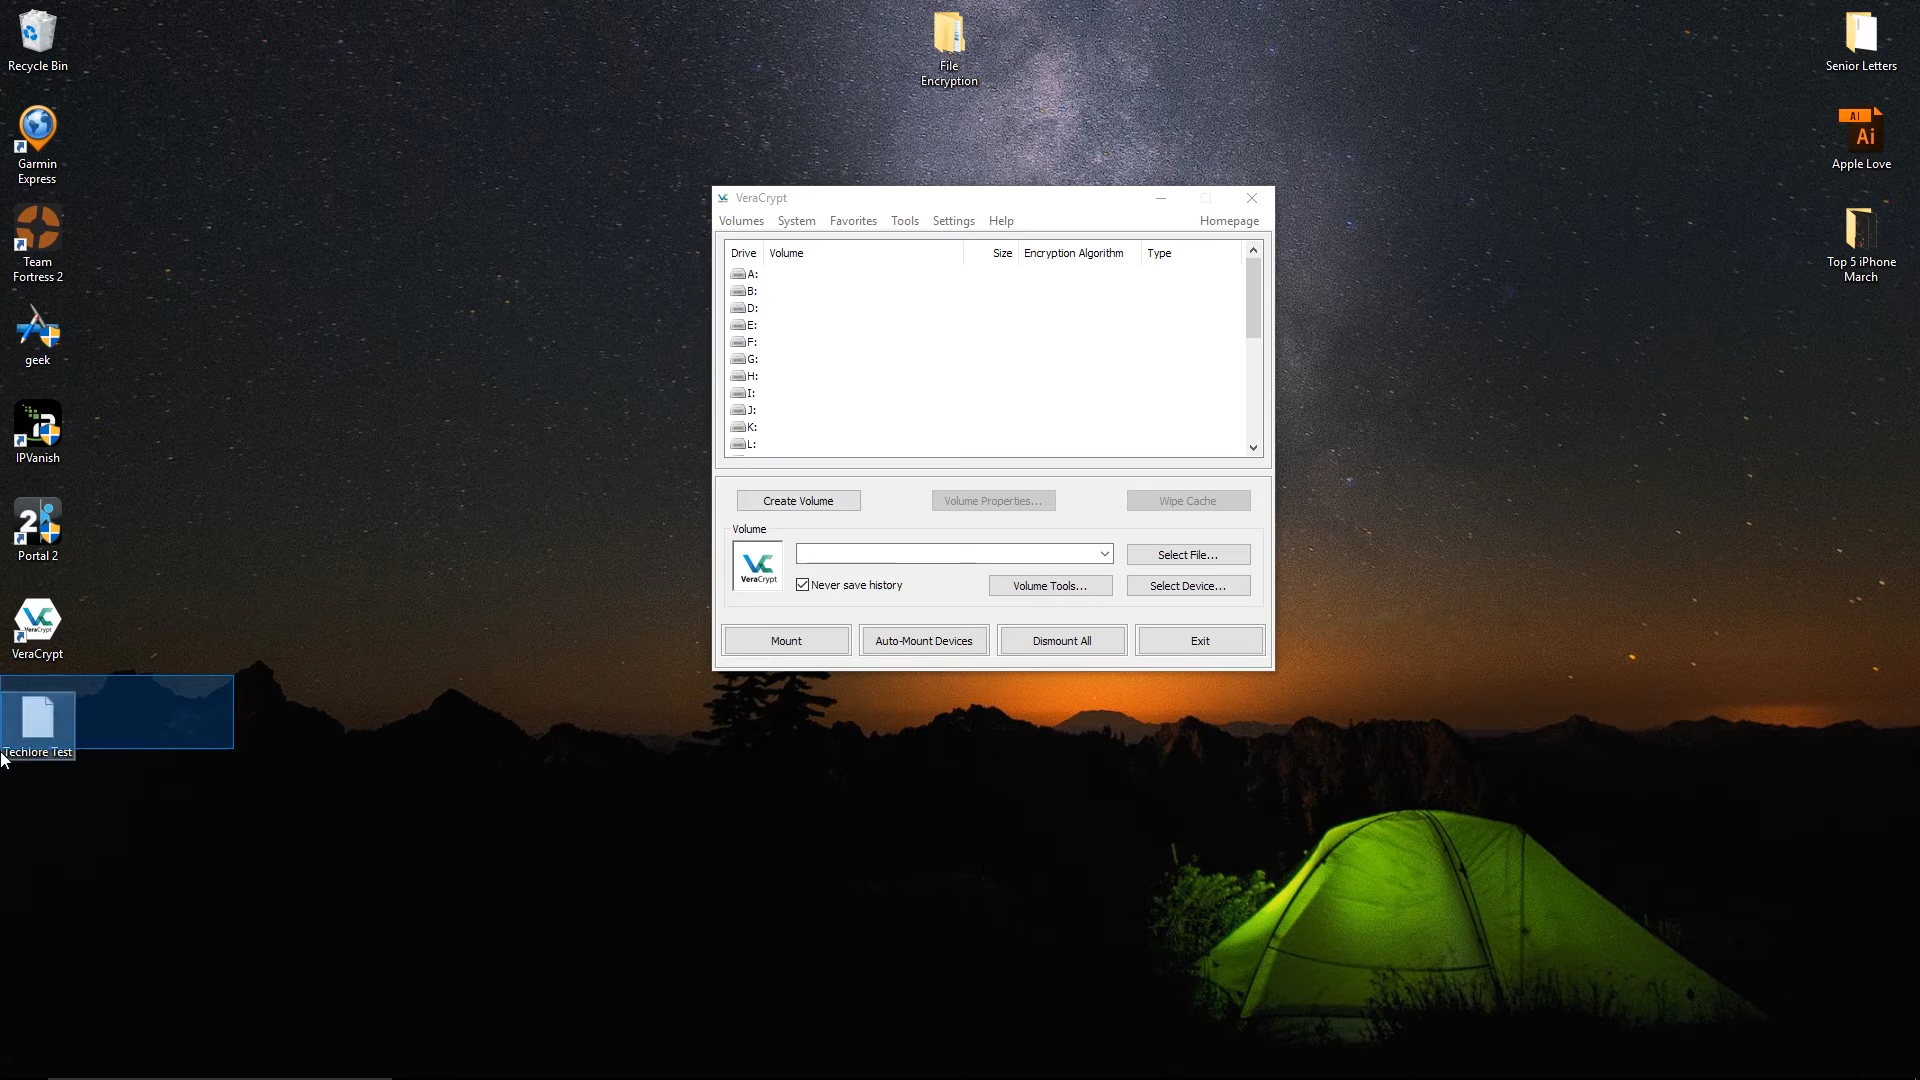 Recycle Bin
Garmin
Express
Team
Fortress 2
geek
IPVanish
2
Portal 2
VeraCrypt
VeraCrypt
Techlore Test
File
Encryption
Senior Letters
Ai
Ai
Apple Love
Top 5 iPhone
March
VeraCrypt
Volumes System Favorites Tools Settings Help Homepage
Drive Volume Size Encryption Algorithm Type
A:
B:
D:
E:
F:
G:
H:
I:
J:
K:
L:
Create Volume Volume Properties... Wipe Cache
Volume
VeraCrypt
Select File...
Never save history Volume Tools... Select Device...
Mount Auto-Mount Devices Dismount All Exit